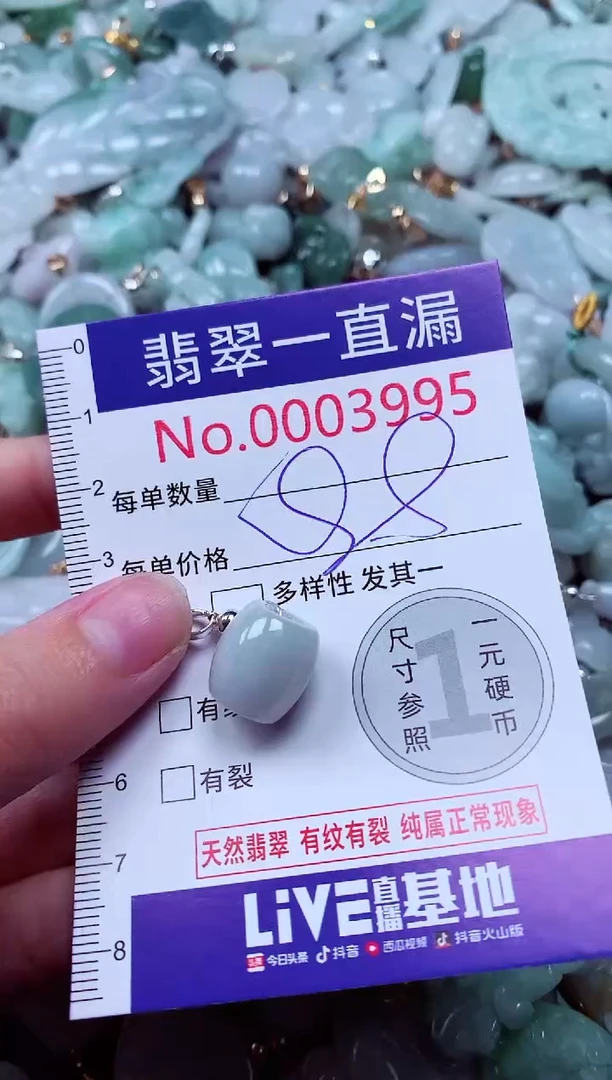 0
翡翠一直漏
1
No.0003995
2
每单数量
88
3
每单价格
多样性 发其一
尺寸参照
1
一元硬币
有
6
有裂
天然翡翠 有纹有裂 纯属正常现象
7
LiVE直播基地
8
头条 今日头条 抖音 西瓜视频 抖音火山版